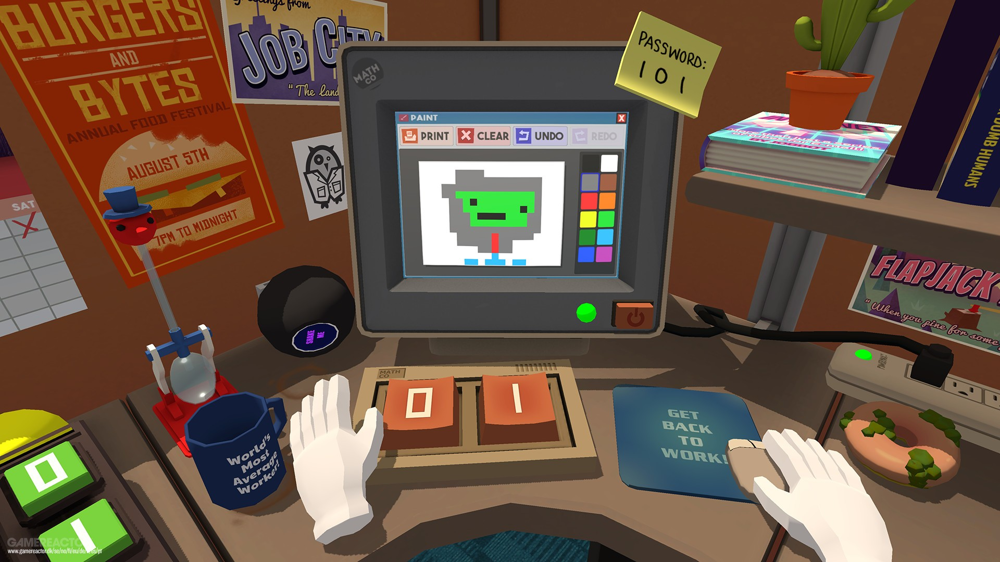 BURGERS
AND
BYTES
ANNUAL FOOD FESTIVAL
AUGUST 5TH
7PM TO MIDNIGHT
Greetings from
JOB CITY
"The Land
SAT
MATH
CO
PASSWORD:
101
PAINT
X
PRINT
CLEAR
UNDO
REDO
SHAKE
ME
MATH
CO
0
1
World's
Most
Average
Worker!
GET
BACK
TO
WORK!
0
1
BY JOBBOT
DUMB HUMANS
FLAPJACK
"When you pine for some
GAMEREACTO
www.gamereactor.dk/se/no/fi/eu/de/